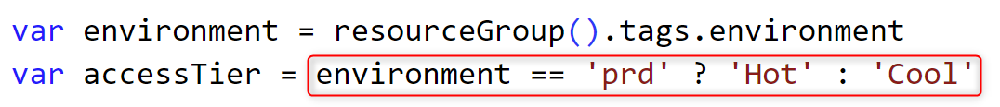 var environment = resourceGroup().tags.environment
var accessTier = environment == 'prd' ? 'Hot' : 'Cool'